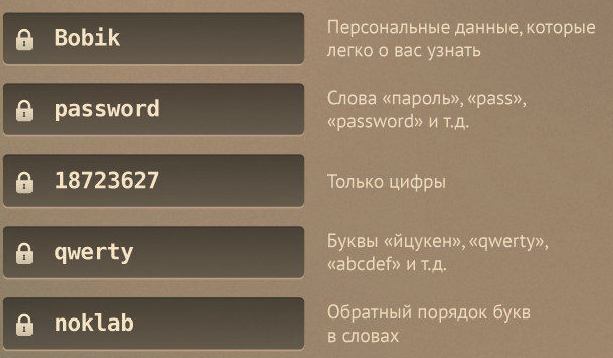 Bobik
Персональные данные, которые
легко о вас узнать
password
Слова «пароль», «pass»,
«password» и т.д.
18723627
Только цифры
qwerty
Буквы «йцукен», «qwerty»,
«abcdef» и т.д.
noklab
Обратный порядок букв
в словах